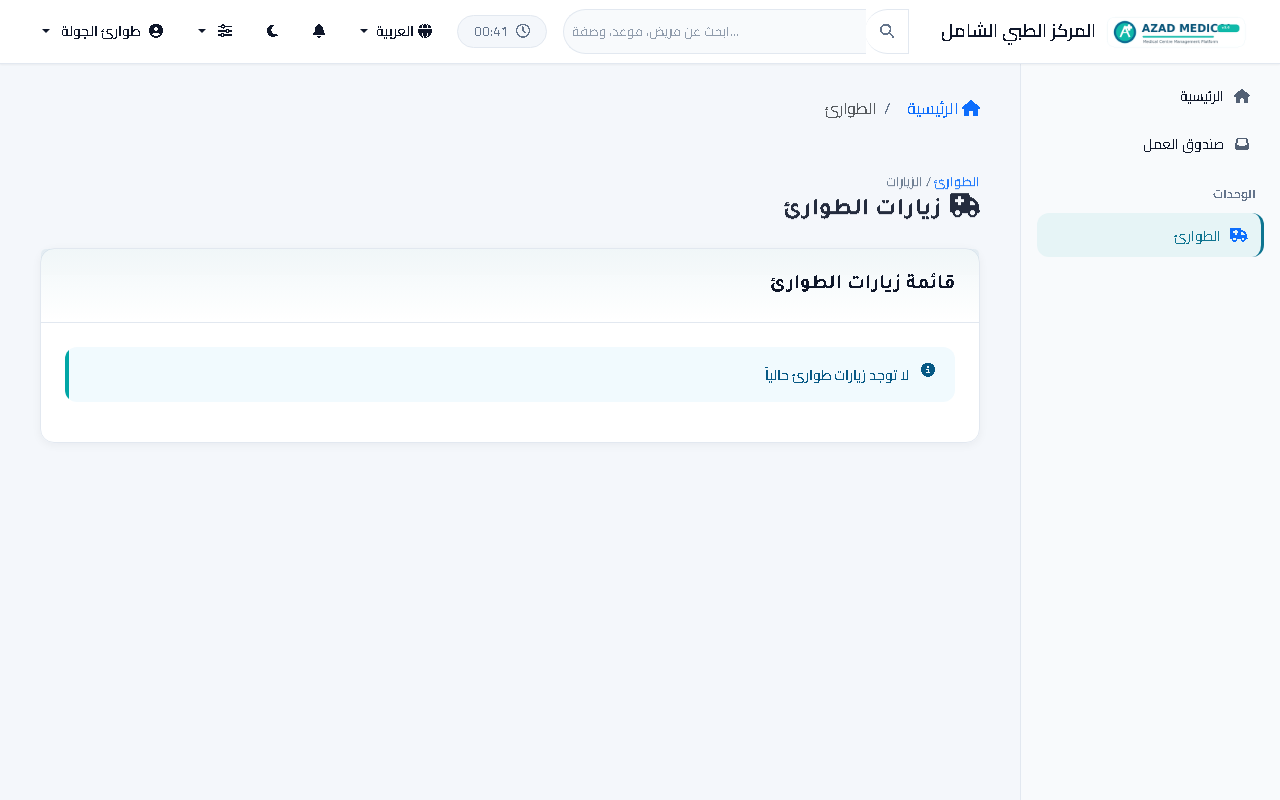 AZAD MEDIC
Medical Centre Management Platform
المركز الطبي الشامل
ابحث عن مريض، موعد، وصفة...
00:41
العربية
طوارئ الجولة
الرئيسية
صندوق العمل
الوحدات
الطوارئ
الرئيسية / الطوارئ
الطوارئ / الزيارات
زيارات الطوارئ
قائمة زيارات الطوارئ
لا توجد زيارات طوارئ حالياً